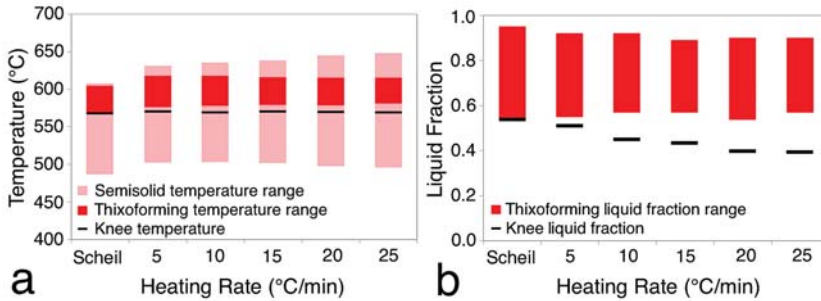 Temperature (°C)
700
650
600
550
500
450
400
Semisolid temperature range
Thixoforming temperature range
Knee temperature
Scheil 5 10 15 20 25
Heating Rate (°C/min)
a
Liquid Fraction
1.0
0.8
0.6
0.4
0.2
0.0
Thixoforming liquid fraction range
Knee liquid fraction
Scheil 5 10 15 20 25
Heating Rate (°C/min)
b